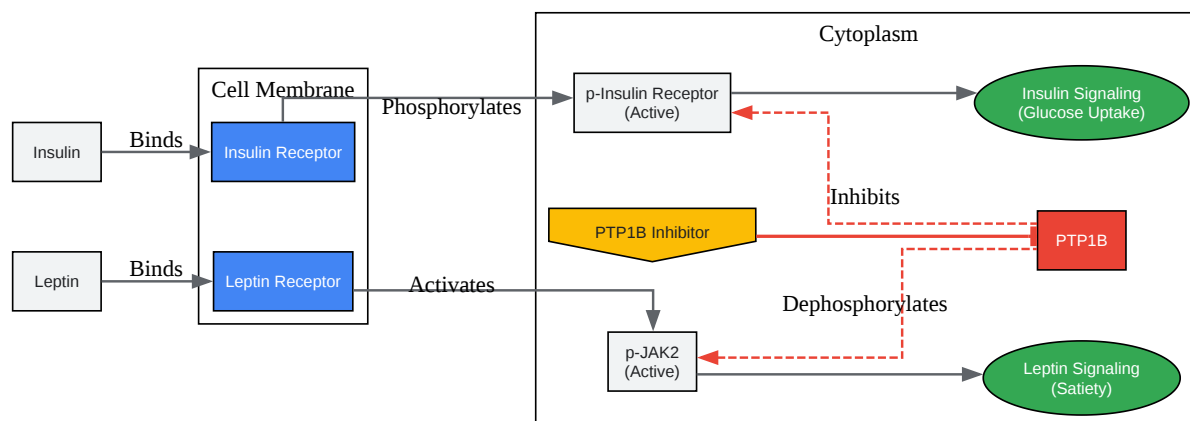 Cytoplasm
Cell Membrane
p-Insulin Receptor
(Active)
Insulin Signaling
(Glucose Uptake)
Phosphorylates
Insulin
Binds
Insulin Receptor
Inhibits
PTP1B Inhibitor
PTP1B
Leptin
Binds
Leptin Receptor
Activates
Dephosphorylates
p-JAK2
(Active)
Leptin Signaling
(Satiety)